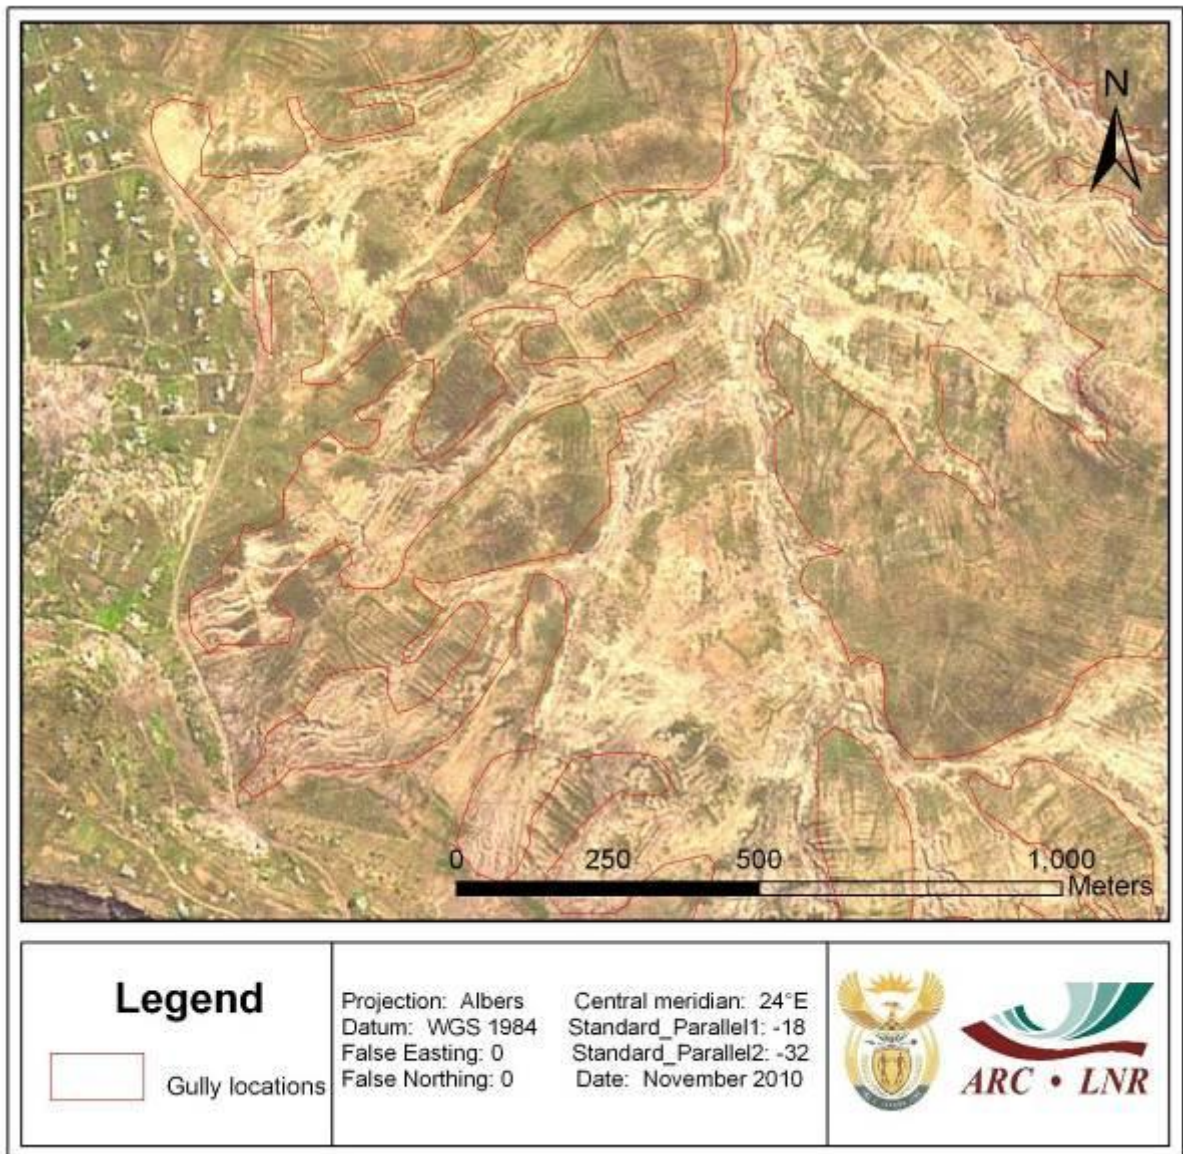 N
0 250 500 1,000
Meters
Legend
Gully locations
Projection: Albers
Datum: WGS 1984
False Easting: 0
False Northing: 0
Central meridian: 24°E
Standard_Parallel1: -18
Standard_Parallel2: -32
Date: November 2010
ARC • LNR